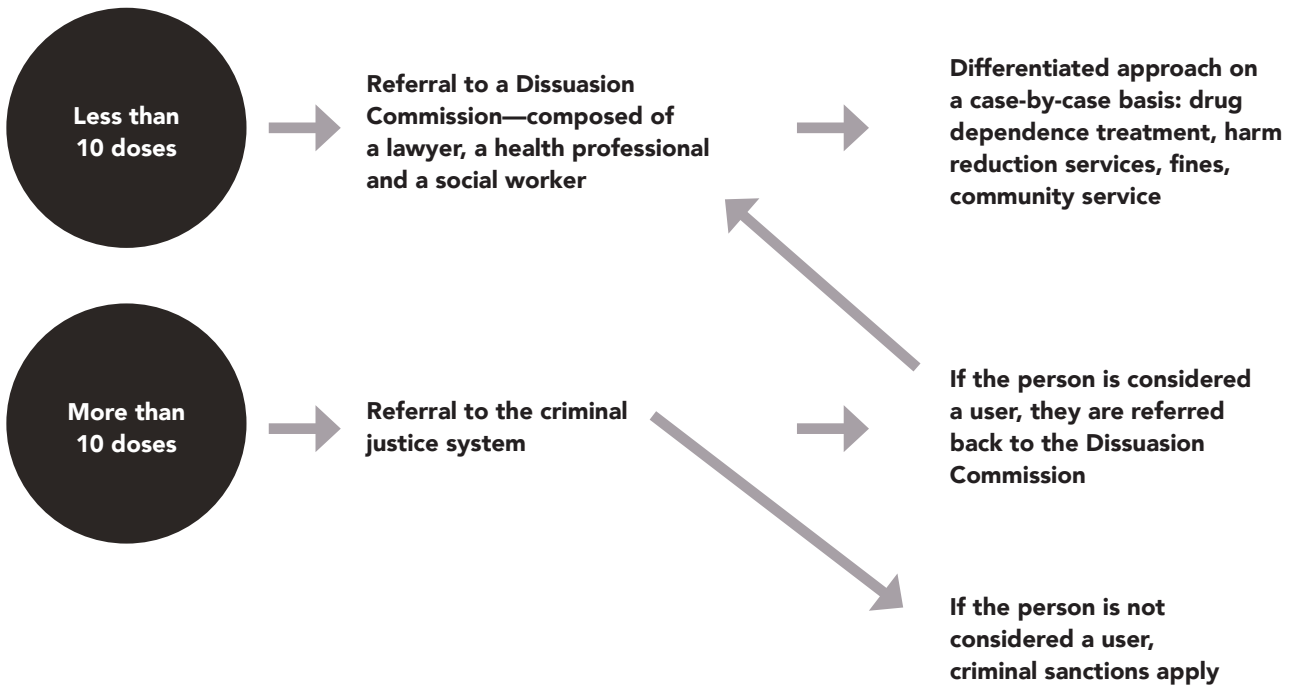 Less than
10 doses
Referral to a Dissuasion
Commission—composed of
a lawyer, a health professional
and a social worker
Differentiated approach on
a case-by-case basis: drug
dependence treatment, harm
reduction services, fines,
community service
More than
10 doses
Referral to the criminal
justice system
If the person is considered
a user, they are referred
back to the Dissuasion
Commission
If the person is not
considered a user,
criminal sanctions apply